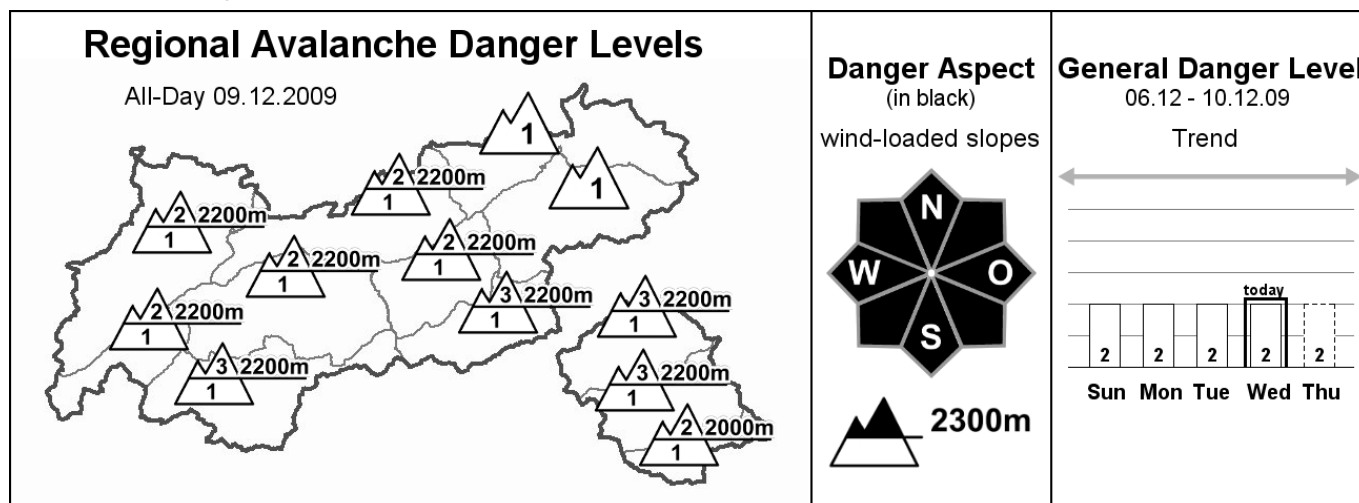 Regional Avalanche Danger Levels
All-Day 09.12.2009
1
1
2 2200m
1
2 2200m
1
2 2200m
1
2 2200m
1
3 2200m
1
3 2200m
1
2 2200m
1
3 2200m
1
3 2200m
1
2 2000m
1
Danger Aspect
(in black)
wind-loaded slopes
N
W O
S
2300m
General Danger Level
06.12 - 10.12.09
Trend
today
2 2 2 2 2
Sun Mon Tue Wed Thu